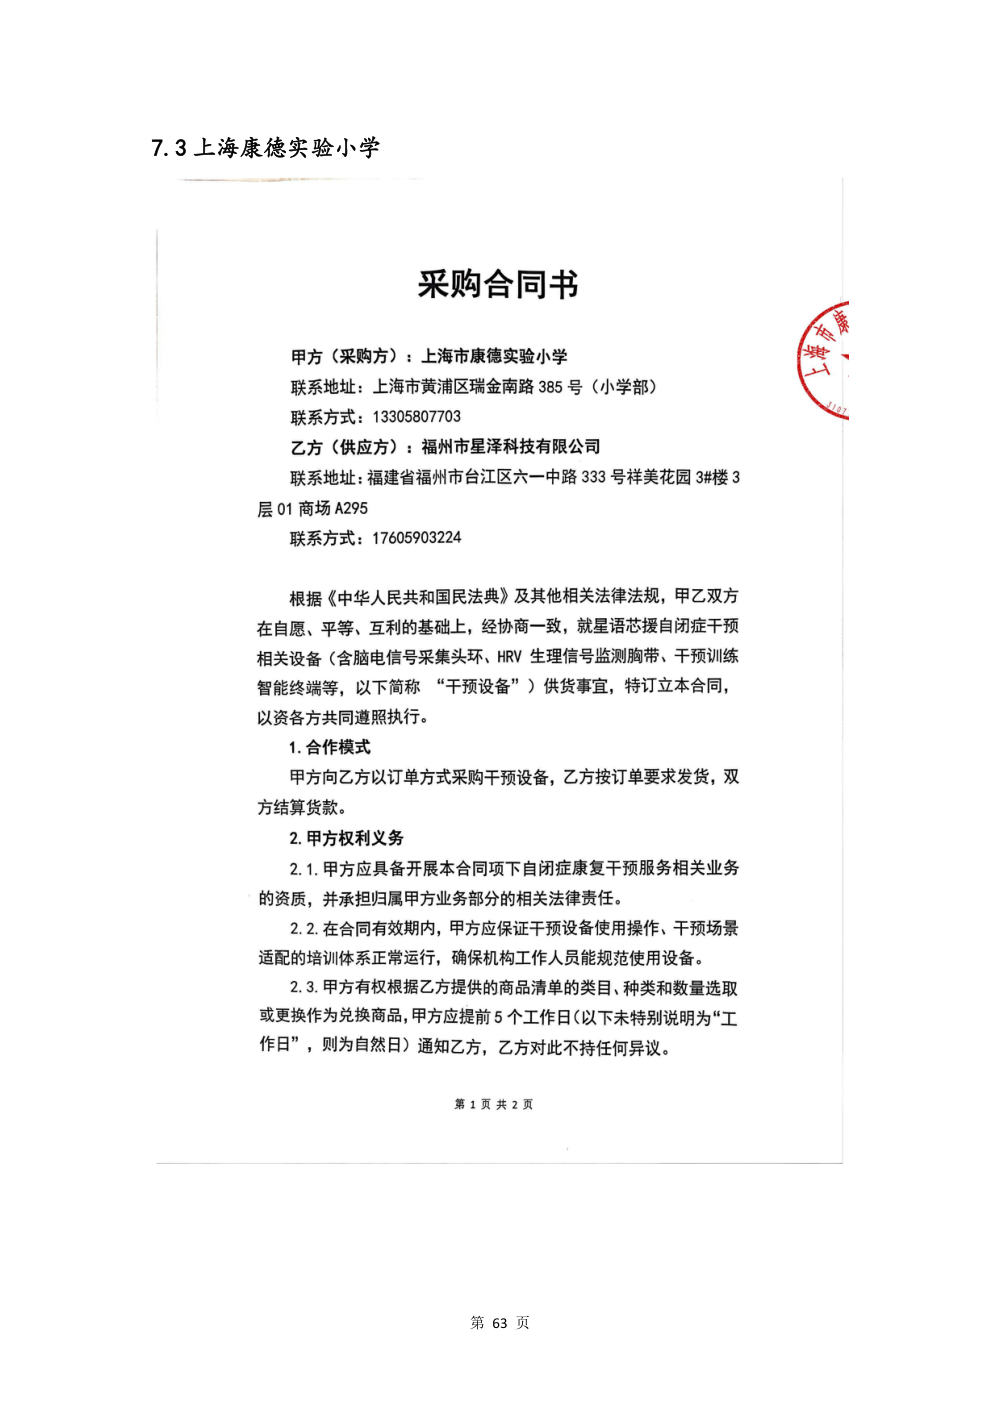 7.3上海康德实验小学
采购合同书
甲方（采购方）：上海市康德实验小学
联系地址：上海市黄浦区瑞金南路 385 号（小学部）
联系方式：13305807703
乙方（供应方）：福州市星泽科技有限公司
联系地址：福建省福州市台江区六一中路 333 号祥美花园 3#楼 3
层 01 商场 A295
联系方式：17605903224
根据《中华人民共和国民法典》及其他相关法律法规，甲乙双方
在自愿、平等、互利的基础上，经协商一致，就星语芯援自闭症干预
相关设备（含脑电信号采集头环、HRV 生理信号监测胸带、干预训练
智能终端等，以下简称 “干预设备”）供货事宜，特订立本合同，
以资各方共同遵照执行。
1.合作模式
甲方向乙方以订单方式采购干预设备，乙方按订单要求发货，双
方结算货款。
2.甲方权利义务
2.1.甲方应具备开展本合同项下自闭症康复干预服务相关业务
的资质，并承担归属甲方业务部分的相关法律责任。
2.2.在合同有效期内，甲方应保证干预设备使用操作、干预场景
适配的培训体系正常运行，确保机构工作人员能规范使用设备。
2.3.甲方有权根据乙方提供的商品清单的类目、种类和数量选取
或更换作为兑换商品，甲方应提前 5 个工作日（以下未特别说明为“工
作日”，则为自然日）通知乙方，乙方对此不持任何异议。
第 1 页 共 2 页
上海市康
3107
第 63 页